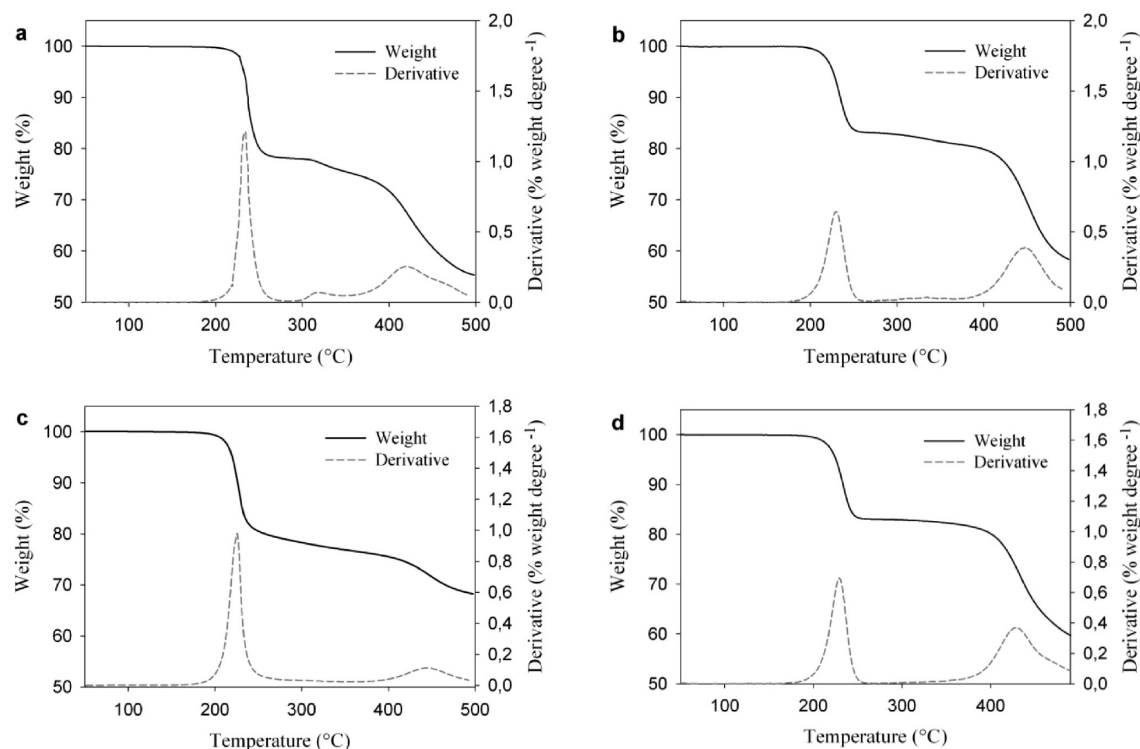 a
Weight
Derivative
Weight (%)
100
90
80
70
60
50
2,0
1,5
1,0
0,5
0,0
Derivative (% weight degree -1)
100 200 300 400 500
Temperature (°C)
b
Weight
Derivative
Weight (%)
100
90
80
70
60
50
2,0
1,5
1,0
0,5
0,0
Derivative (% weight degree -1)
100 200 300 400 500
Temperature (°C)
c
Weight
Derivative
Weight (%)
100
90
80
70
60
50
1,8
1,6
1,4
1,2
1,0
0,8
0,6
0,4
0,2
0,0
Derivative (% weight degree -1)
100 200 300 400 500
Temperature (°C)
d
Weight
Derivative
Weight (%)
100
90
80
70
60
50
1,8
1,6
1,4
1,2
1,0
0,8
0,6
0,4
0,2
0,0
Derivative (% weight degree -1)
100 200 300 400
Temperature (°C)